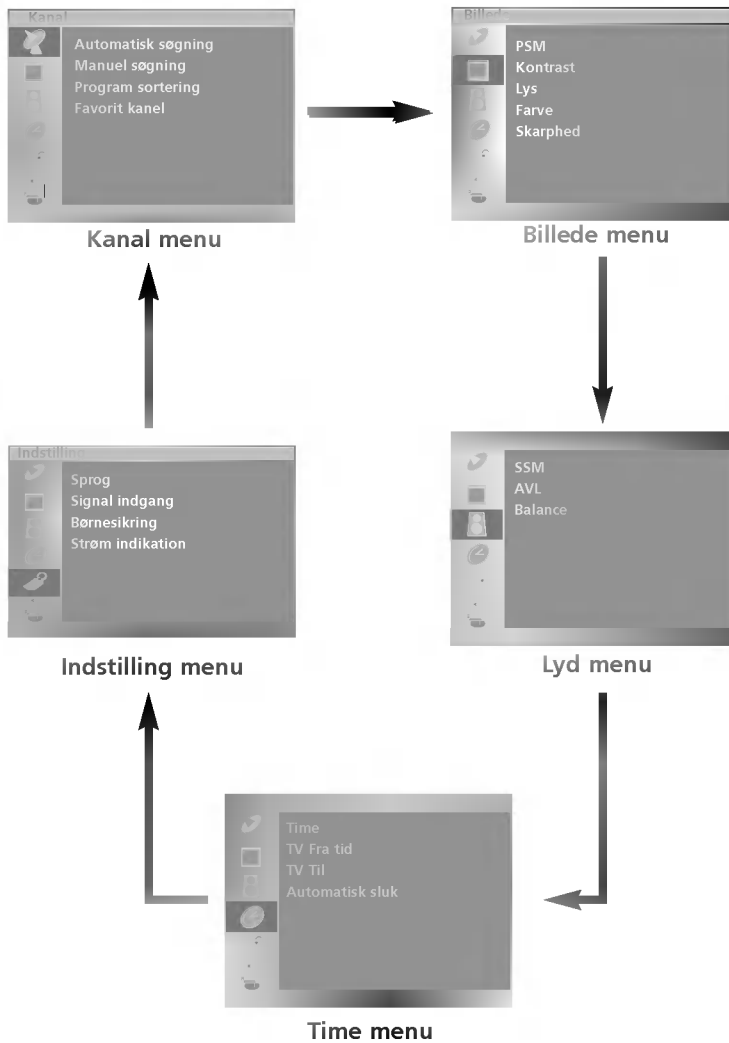 Kanal
Automatisk søgning
Manuel søgning
Program sortering
Favorit kanel
Kanal menu
Billede
PSM
Kontrast
Lys
Farve
Skarphed
Billede menu
Indstilling
Sprog
Signal indgang
Børnesikring
Strøm indikation
Indstilling menu
SSM
AVL
Balance
Lyd menu
Time
TV Fra tid
TV Til
Automatisk sluk
Time menu